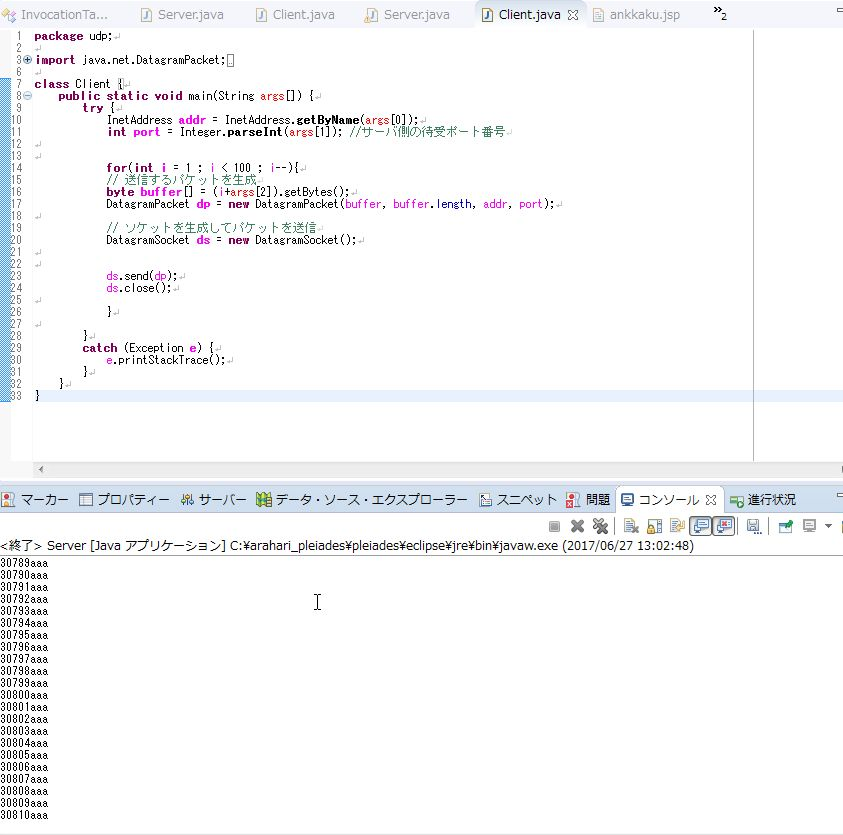 InvocationTa... Server.java Client.java Server.java Client.java ankkaku.jsp »2
1 package udp;
2
3 import java.net.DatagramPacket;
6
7 class Client {
8 public static void main(String args[]) {
9 try {
10 InetAddress addr = InetAddress.getByName(args[0]);
11 int port = Integer.parseInt(args[1]); //サーバ側の待受ポート番号
12
13
14 for(int i = 1 ; i < 100 ; i--){
15 // 送信するパケットを生成
16 byte buffer[] = (i+args[2]).getBytes();
17 DatagramPacket dp = new DatagramPacket(buffer, buffer.length, addr, port);
18
19 // ソケットを生成してパケットを送信
20 DatagramSocket ds = new DatagramSocket();
21
22
23 ds.send(dp);
24 ds.close();
25
26 }
27
28 }
29 catch (Exception e) {
30 e.printStackTrace();
31 }
32 }
33 }
マーカー プロパティー サーバー データ・ソース・エクスプローラー スニペット 問題 コンソール 進行状況
<終了> Server [Java アプリケーション] C:¥arahari_pleiades¥pleiades¥eclipse¥jre¥bin¥javaw.exe (2017/06/27 13:02:48)
30789aaa
30790aaa
30791aaa
30792aaa
30793aaa
30794aaa
30795aaa
30796aaa
30797aaa
30798aaa
30799aaa
30800aaa
30801aaa
30802aaa
30803aaa
30804aaa
30805aaa
30806aaa
30807aaa
30808aaa
30809aaa
30810aaa